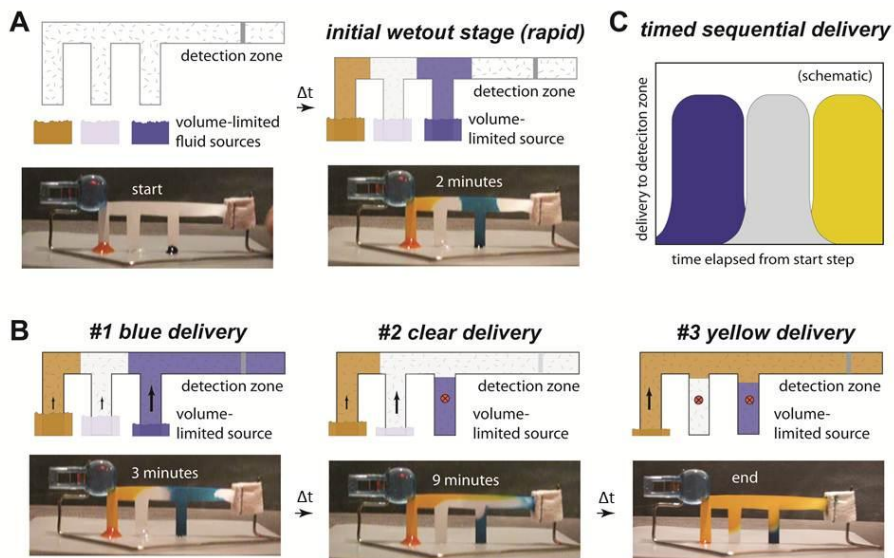 A
detection zone
volume-limited
fluid sources
start
initial wetout stage (rapid)
Δt
detection zone
volume-
limited source
2 minutes
C timed sequential delivery
(schematic)
delivery to deteciton zone
time elapsed from start step
B
#1 blue delivery
detection zone
volume-
limited source
3 minutes
Δt
#2 clear delivery
detection zone
volume-
limited source
9 minutes
Δt
#3 yellow delivery
detection zone
volume-
limited source
end